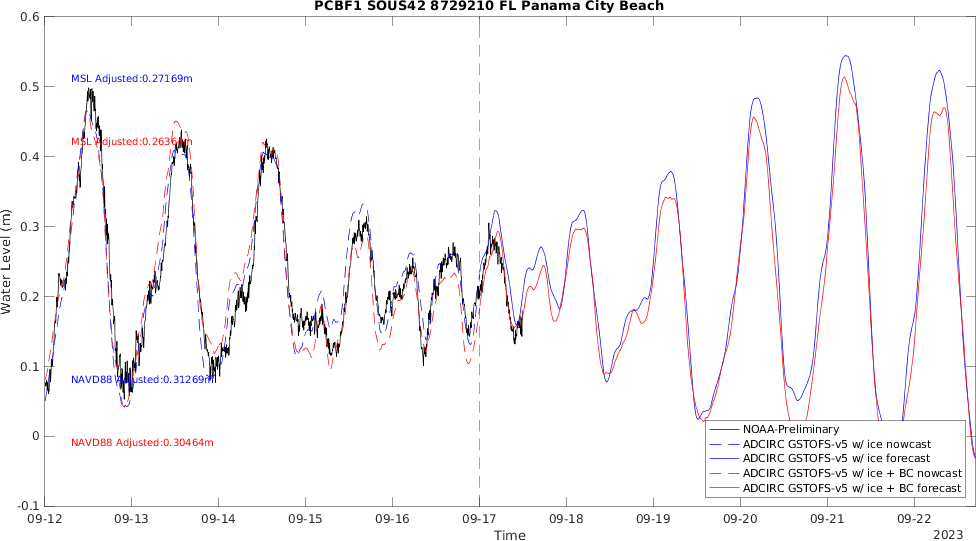 PCBF1 SOUS42 8729210 FL Panama City Beach
0.6
0.5
0.4
0.3
0.2
0.1
0
-0.1
Water Level (m)
MSL Adjusted:0.27169m
MSL
NAVD88 Adjusted:0.31269m
NAVD88 Adjusted:0.30464m
NOAA-Preliminary
ADCIRC GSTOFS-v5 w/ ice nowcast
ADCIRC GSTOFS-v5 w/ ice forecast
ADCIRC GSTOFS-v5 w/ ice + BC nowcast
ADCIRC GSTOFS-v5 w/ ice + BC forecast
09-12 09-13 09-14 09-15 09-16 09-17 09-18 09-19 09-20 09-21 09-22
Time
2023